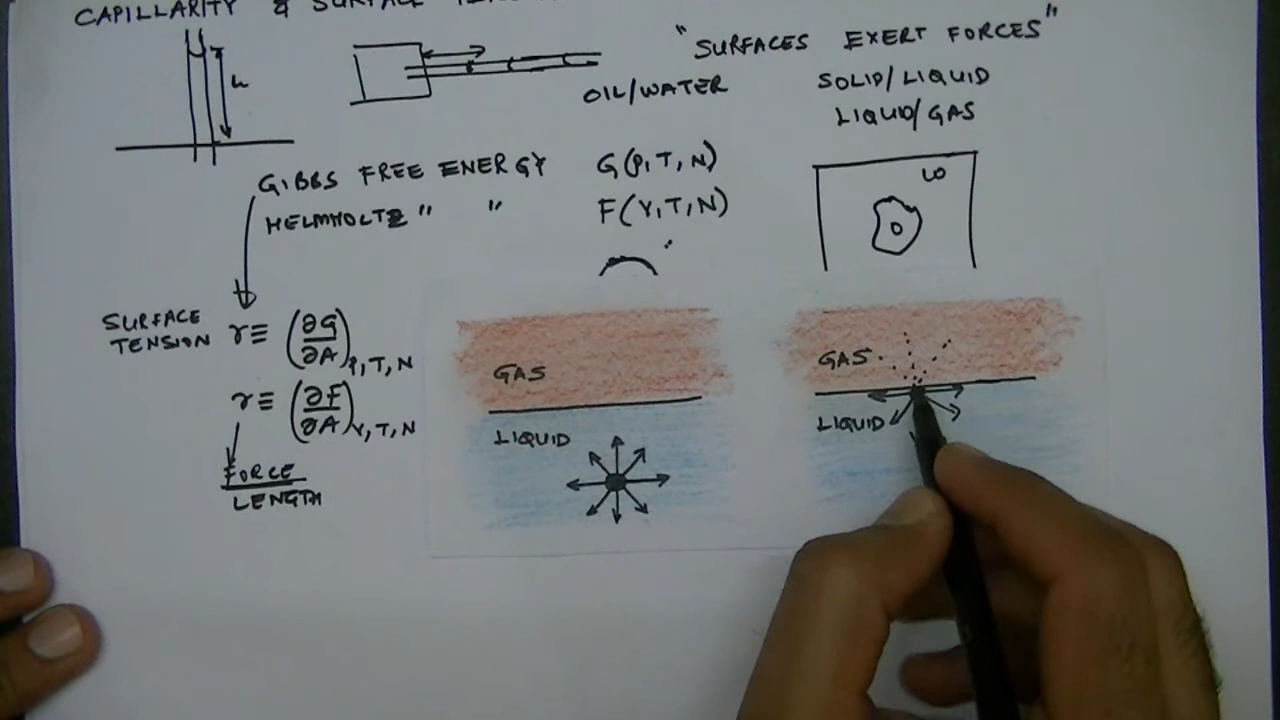 CAPILLARITY & SURFACE
h
"SURFACES EXERT FORCES"
OIL/WATER
SOLID/LIQUID
LIQUID/GAS
GIBBS FREE ENERGY G(P,T,N)
HELMHOLTZ " " F(V,T,N)
SURFACE TENSION γ≡ (∂G/∂A)P,T,N
γ≡ (∂F/∂A)V,T,N
FORCE
LENGTH
GAS
LIQUID
GAS
LIQUID